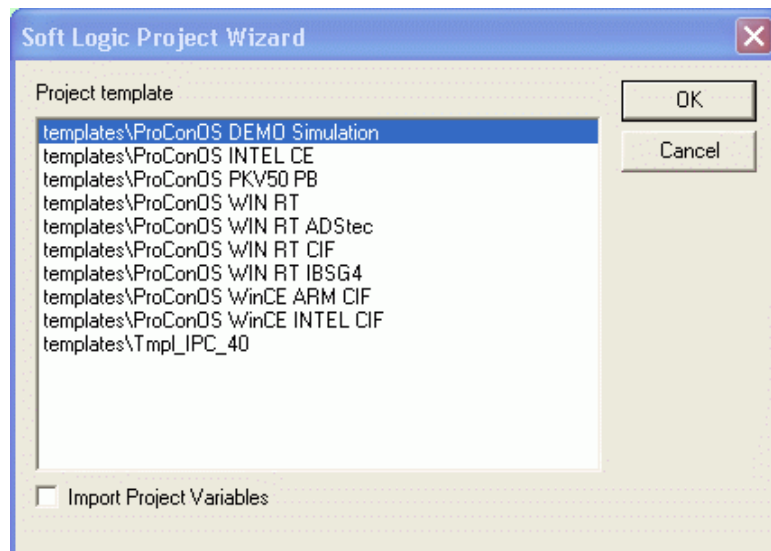 Soft Logic Project Wizard
Project template
OK
Cancel
templates\ProConOS DEMO Simulation
templates\ProConOS INTEL CE
templates\ProConOS PKV50 PB
templates\ProConOS WIN RT
templates\ProConOS WIN RT ADStec
templates\ProConOS WIN RT CIF
templates\ProConOS WIN RT IBSG4
templates\ProConOS WinCE ARM CIF
templates\ProConOS WinCE INTEL CIF
templates\Tmpl_IPC_40
Import Project Variables